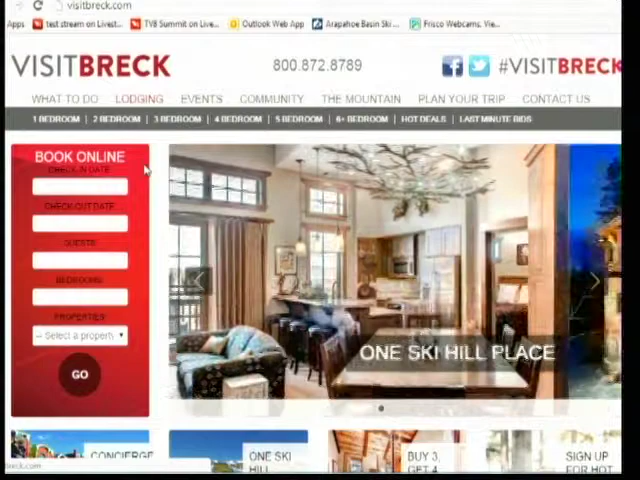 visitbreck.com
Apps test stream on Livest... TV8 Summit on Live... Outlook Web App Arapahoe Basin Ski ... Frisco Webcams, Vie...
VISITBRECK
800.872.8789
#VISITBRECK
WHAT TO DO LODGING EVENTS COMMUNITY THE MOUNTAIN PLAN YOUR TRIP CONTACT US
1 BEDROOM | 2 BEDROOM | 3 BEDROOM | 4 BEDROOM | 5 BEDROOM | 6+ BEDROOM | HOT DEALS | LAST MINUTE BIDS
BOOK ONLINE
CHECK-IN DATE
CHECK-OUT DATE
GUESTS
BEDROOMS
PROPERTIES
-- Select a property
GO
ONE SKI HILL PLACE
CONCIERGE
ONE SKI
HILL
BUY 3,
GET 4
SIGN UP
FOR HOT